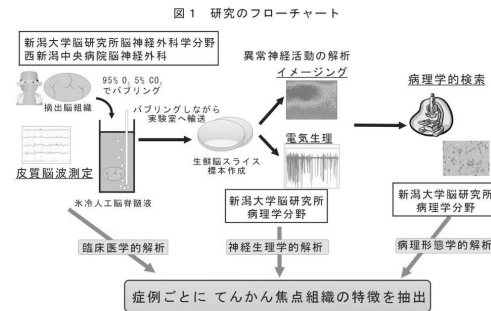 図1 研究のフローチャート
新潟大学脳研究所脳神経外科学分野
西新潟中央病院脳神経外科
摘出脳組織
95% O₂ 5% CO₂
でバブリング
バブリングしながら
実験室へ輸送
皮質脳波測定
氷冷人工脳脊髄液
生鮮脳スライス
標本作成
異常神経活動の解析
イメージング
電気生理
新潟大学脳研究所
病理学分野
病理学的検索
新潟大学脳研究所
病理学分野
臨床医学的解析
神経生理学的解析
病理形態学的解析
症例ごとに てんかん焦点組織の特徴を抽出